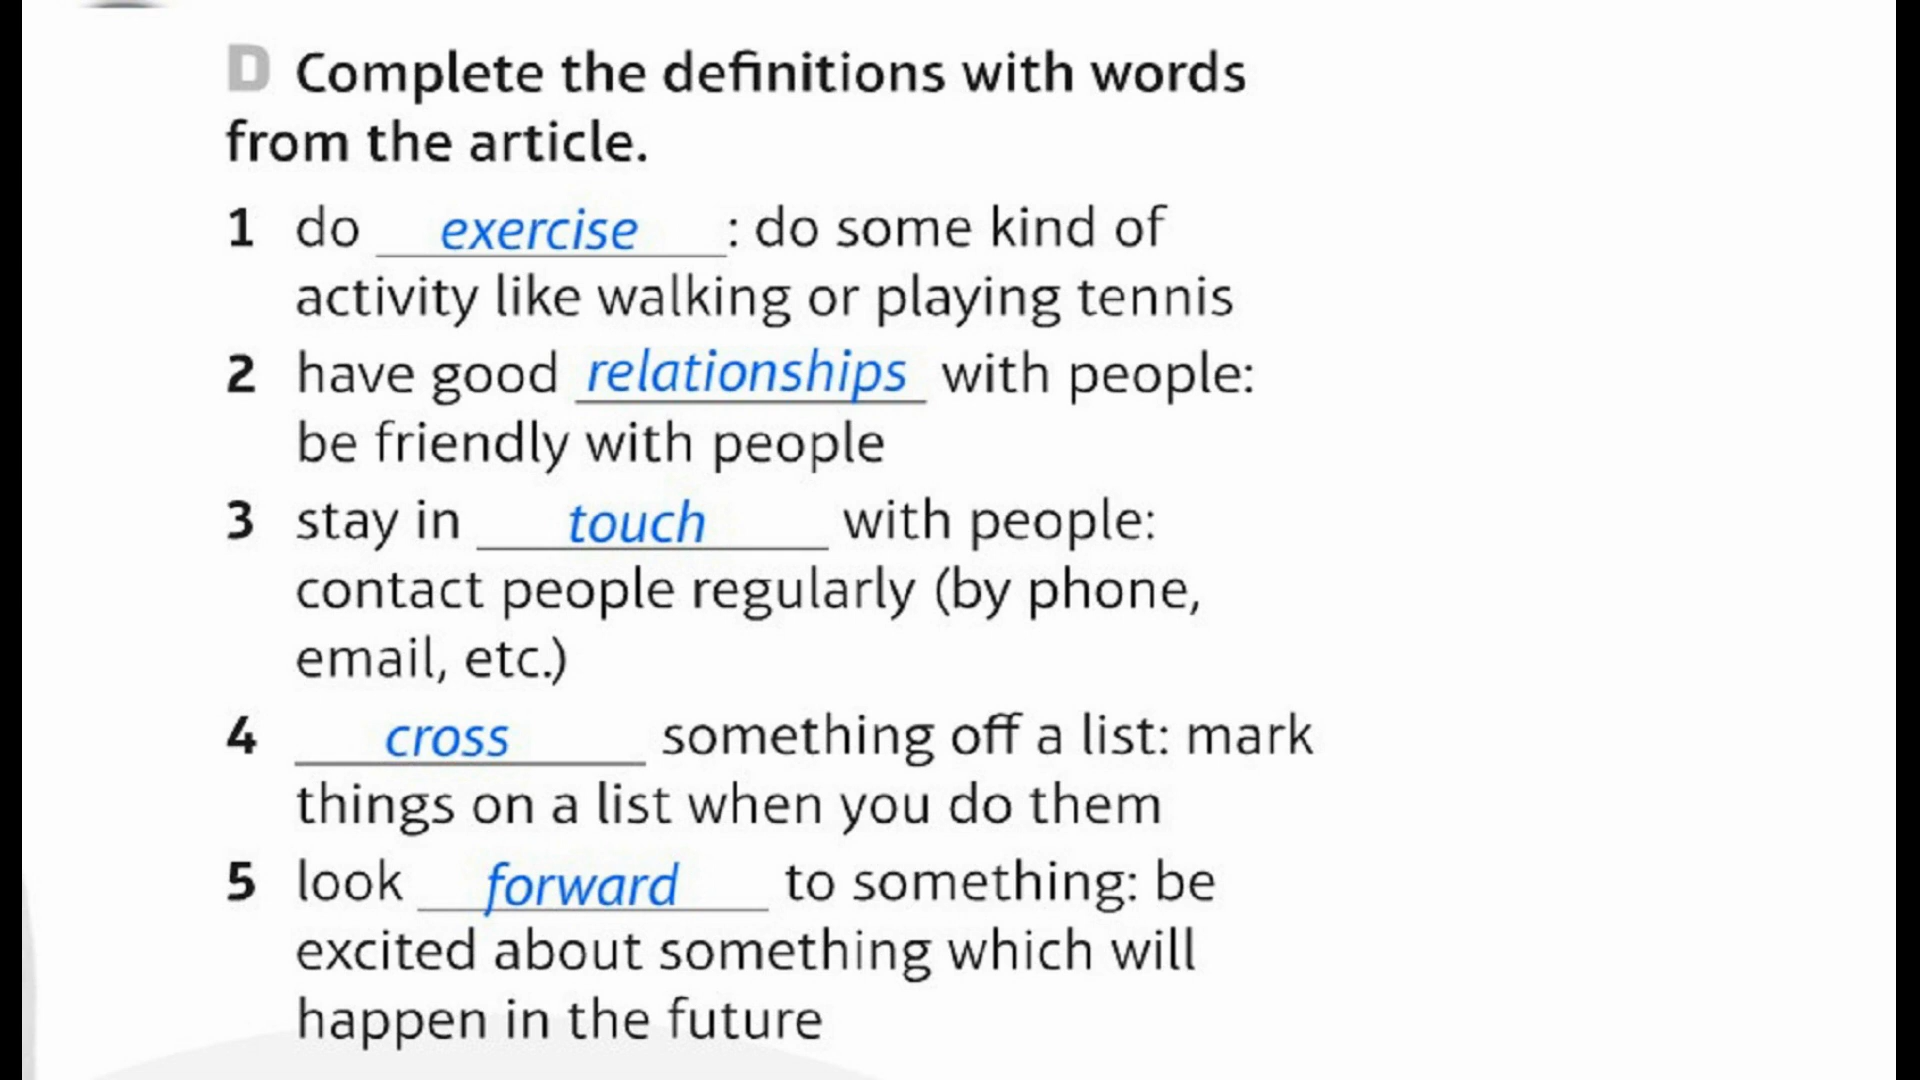 D Complete the definitions with words
from the article.
1 do exercise : do some kind of
activity like walking or playing tennis
2 have good relationships with people:
be friendly with people
3 stay in touch with people:
contact people regularly (by phone,
email, etc.)
4 cross something off a list: mark
things on a list when you do them
5 look forward to something: be
excited about something which will
happen in the future